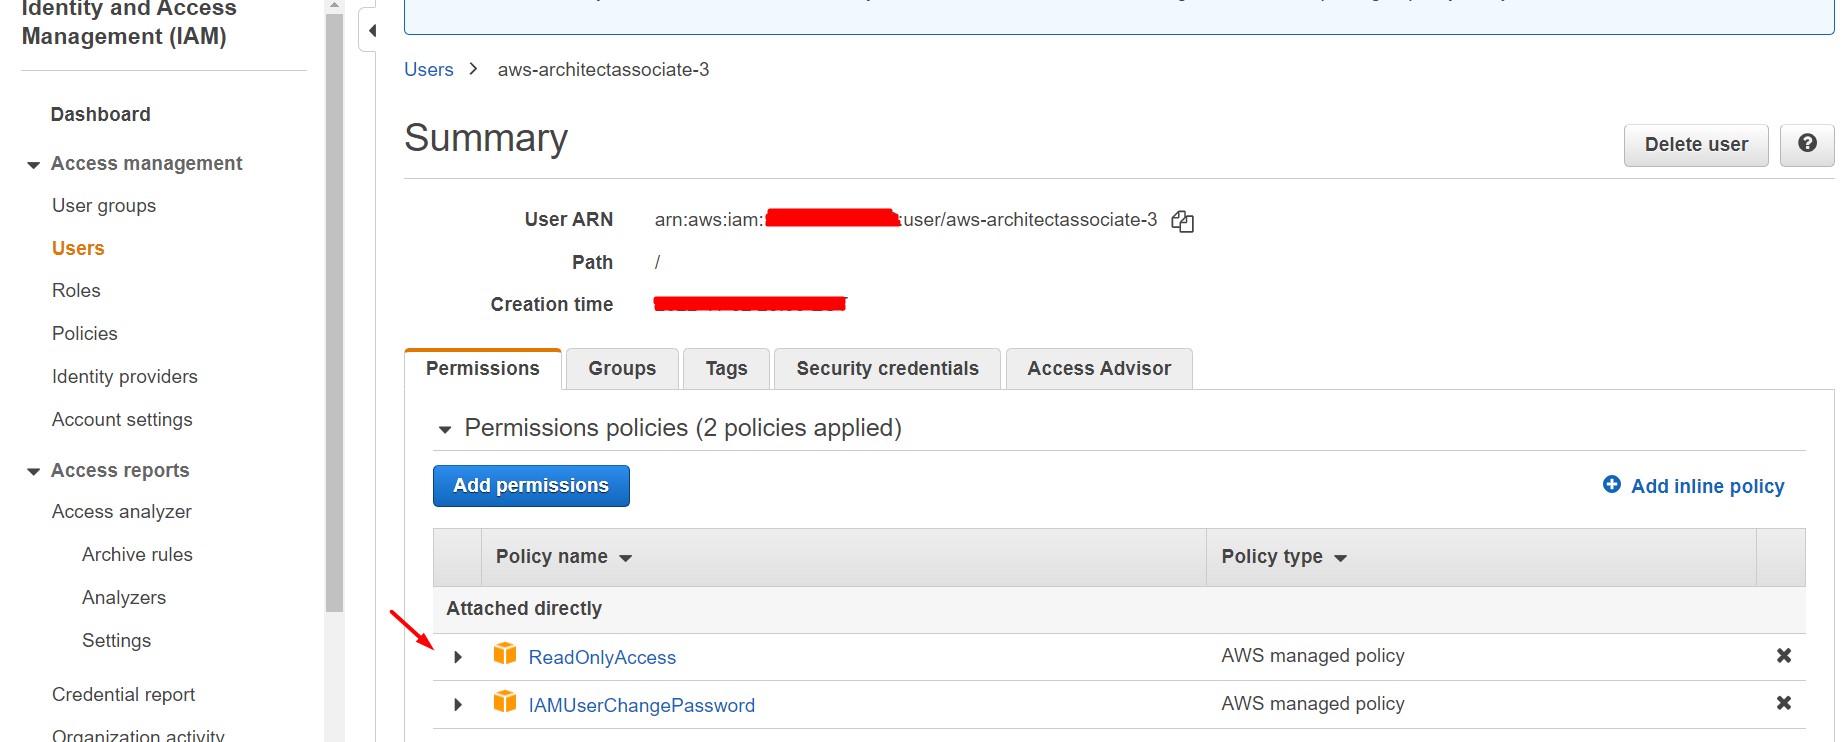 Identity and Access
Management (IAM)
Dashboard
Access management
User groups
Users
Roles
Policies
Identity providers
Account settings
Access reports
Access analyzer
Archive rules
Analyzers
Settings
Credential report
Organization activity
Users > aws-architectassociate-3
Summary
Delete user
?
User ARN arn:aws:iam: :user/aws-architectassociate-3
Path /
Creation time
Permissions Groups Tags Security credentials Access Advisor
Permissions policies (2 policies applied)
Add permissions
Add inline policy
Policy name Policy type
Attached directly
ReadOnlyAccess AWS managed policy
IAMUserChangePassword AWS managed policy